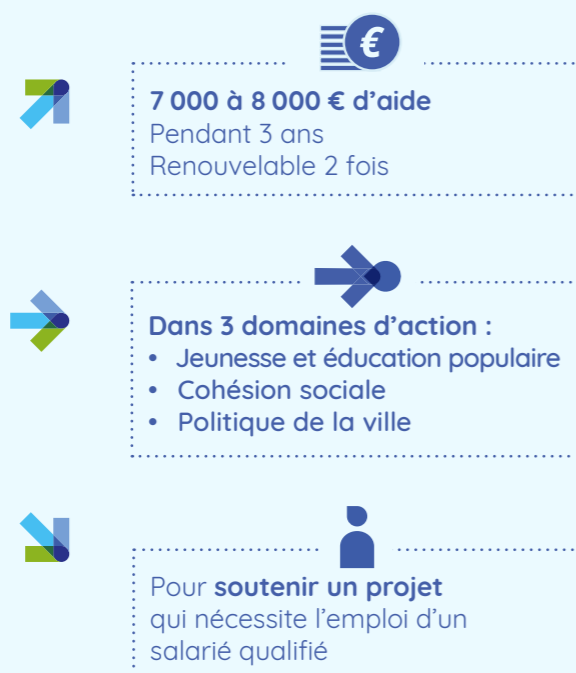 €
7 000 à 8 000 € d’aide
Pendant 3 ans
Renouvelable 2 fois
Dans 3 domaines d’action :
• Jeunesse et éducation populaire
• Cohésion sociale
• Politique de la ville
Pour soutenir un projet
qui nécessite l’emploi d’un
salarié qualifié